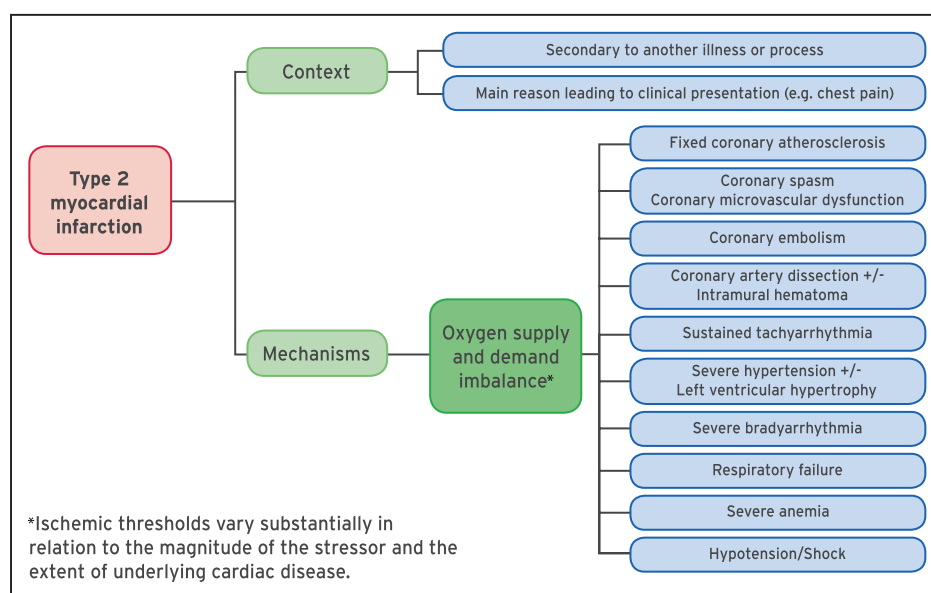 Type 2
myocardial
infarction
Context
Secondary to another illness or process
Main reason leading to clinical presentation (e.g. chest pain)
Mechanisms
Oxygen supply
and demand
imbalance*
Fixed coronary atherosclerosis
Coronary spasm
Coronary microvascular dysfunction
Coronary embolism
Coronary artery dissection +/-
Intramural hematoma
Sustained tachyarrhythmia
Severe hypertension +/-
Left ventricular hypertrophy
Severe bradyarrhythmia
Respiratory failure
Severe anemia
Hypotension/Shock
*Ischemic thresholds vary substantially in
relation to the magnitude of the stressor and the
extent of underlying cardiac disease.